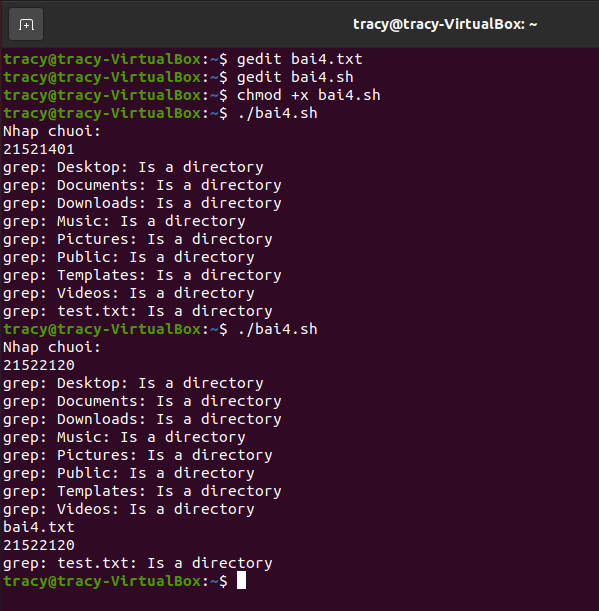 tracy@tracy-VirtualBox: ~
tracy@tracy-VirtualBox:~$ gedit bai4.txt
tracy@tracy-VirtualBox:~$ gedit bai4.sh
tracy@tracy-VirtualBox:~$ chmod +x bai4.sh
tracy@tracy-VirtualBox:~$ ./bai4.sh
Nhap chuoi:
21521401
grep: Desktop: Is a directory
grep: Documents: Is a directory
grep: Downloads: Is a directory
grep: Music: Is a directory
grep: Pictures: Is a directory
grep: Public: Is a directory
grep: Templates: Is a directory
grep: Videos: Is a directory
grep: test.txt: Is a directory
tracy@tracy-VirtualBox:~$ ./bai4.sh
Nhap chuoi:
21522120
grep: Desktop: Is a directory
grep: Documents: Is a directory
grep: Downloads: Is a directory
grep: Music: Is a directory
grep: Pictures: Is a directory
grep: Public: Is a directory
grep: Templates: Is a directory
grep: Videos: Is a directory
bai4.txt
21522120
grep: test.txt: Is a directory
tracy@tracy-VirtualBox:~$